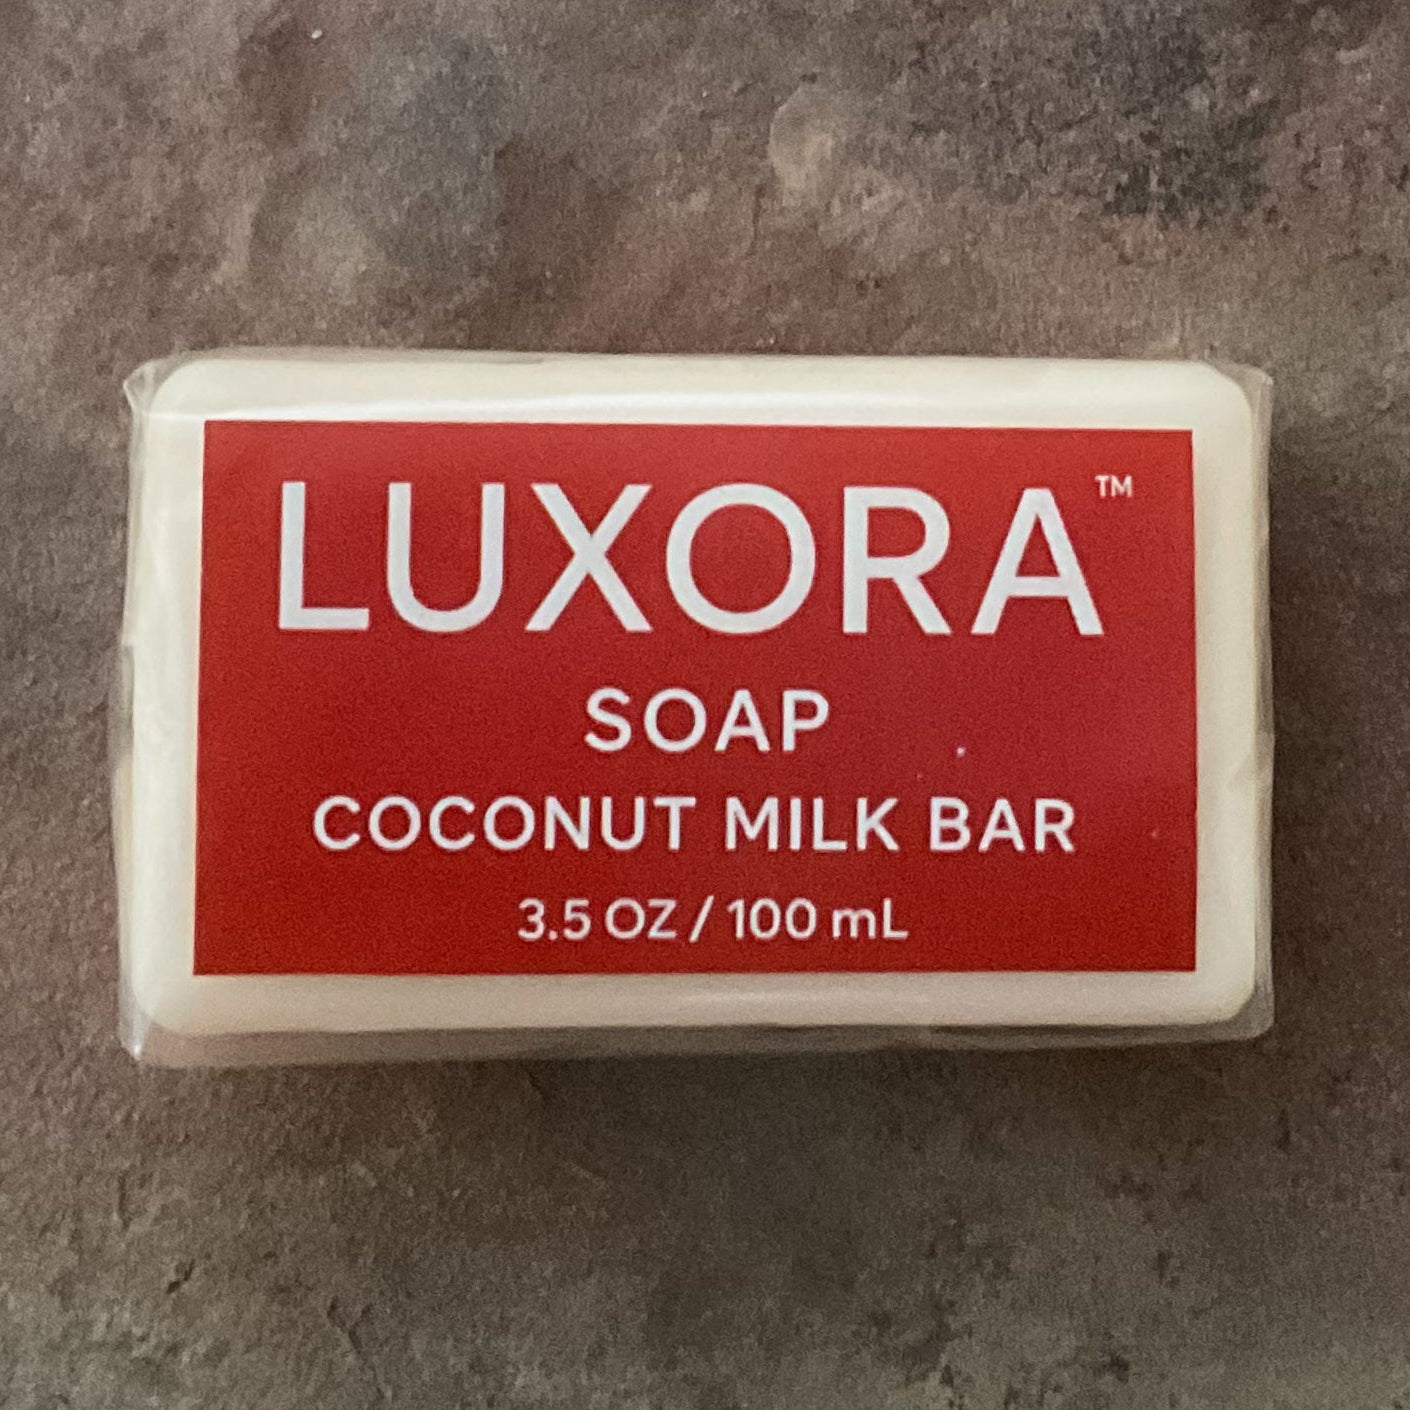 LUXORA™
SOAP
COCONUT MILK BAR
3.5 OZ / 100 mL